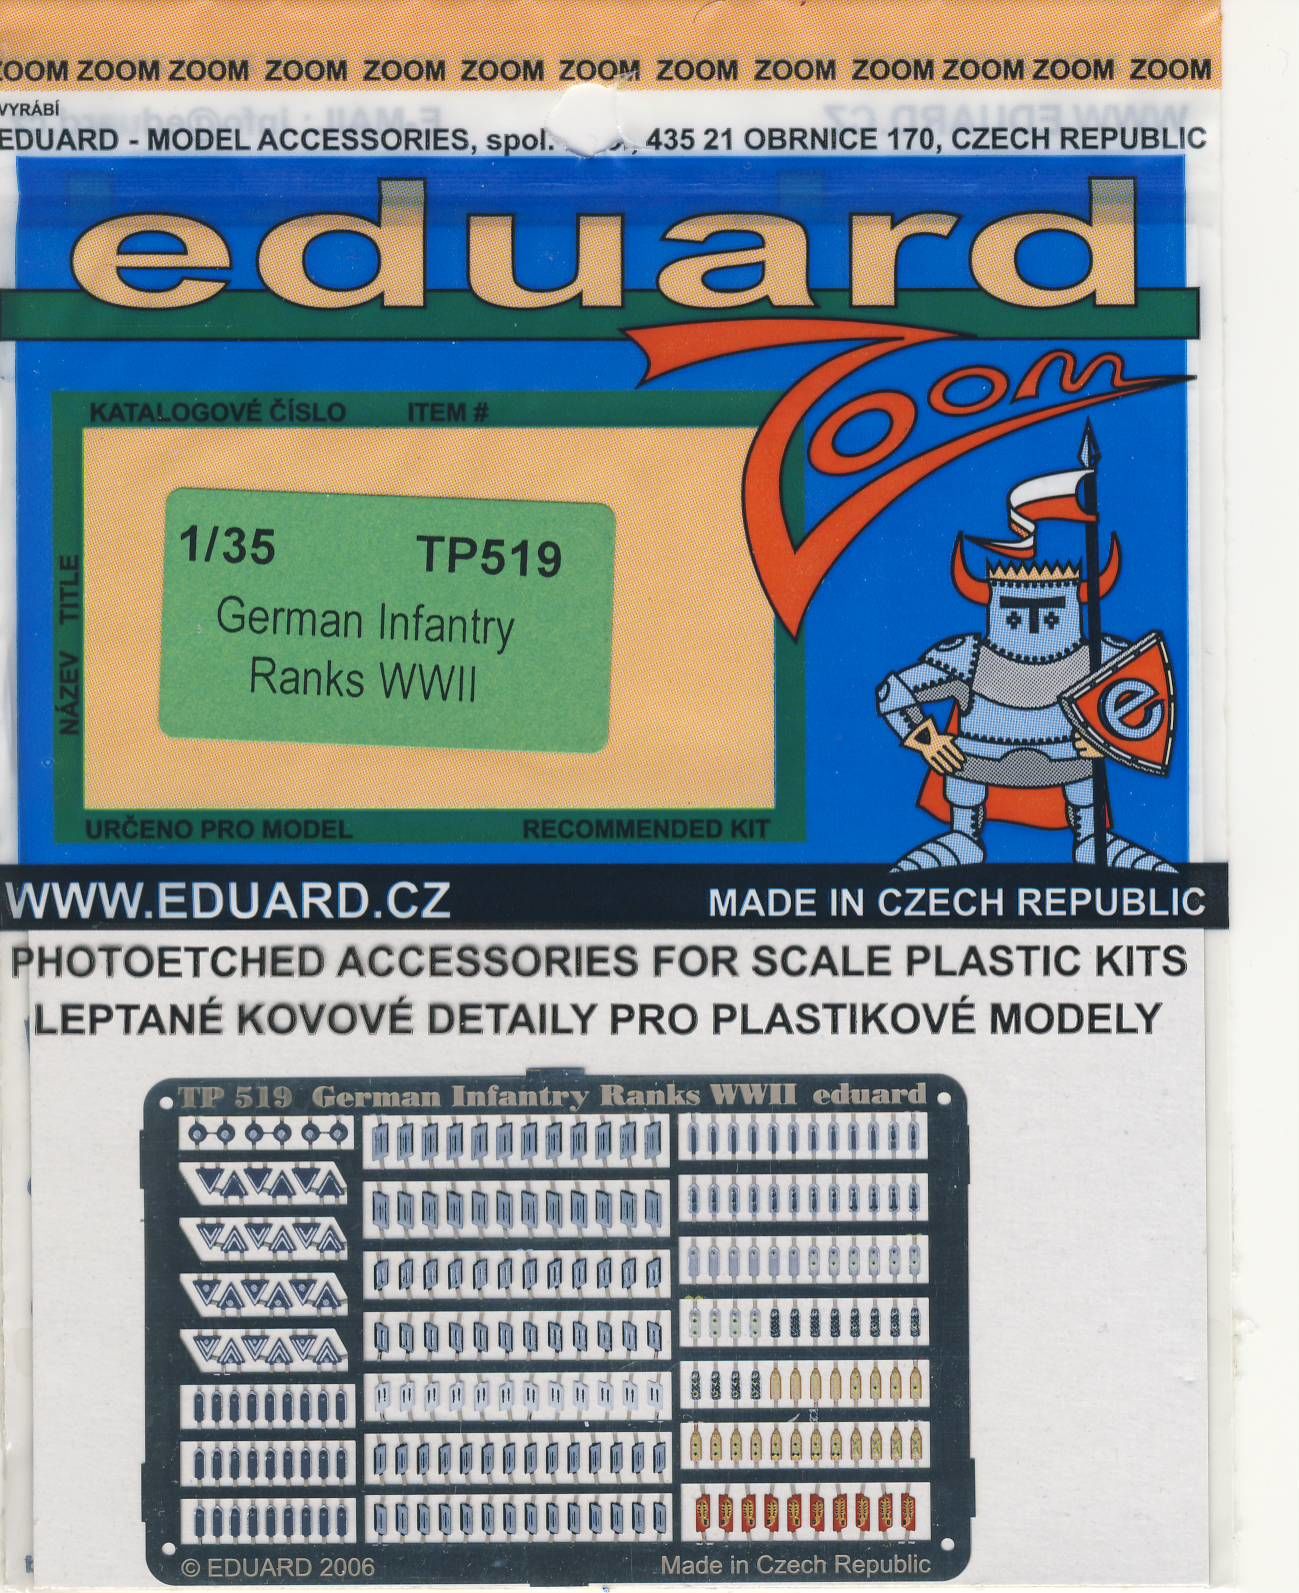 ZOOM ZOOM ZOOM ZOOM ZOOM ZOOM ZOOM ZOOM ZOOM ZOOM ZOOM ZOOM ZOOM
VYRÁBÍ
EDUARD - MODEL ACCESSORIES, spol. 435 21 OBRNICE 170, CZECH REPUBLIC
eduard
Zoom
KATALOGOVÉ ČÍSLO ITEM #
NÁZEV TITLE
1/35 TP519
German Infantry
Ranks WWII
e
URČENO PRO MODEL RECOMMENDED KIT
WWW.EDUARD.CZ MADE IN CZECH REPUBLIC
PHOTOETCHED ACCESSORIES FOR SCALE PLASTIC KITS
LEPTANÉ KOVOVÉ DETAILY PRO PLASTIKOVÉ MODELY
TP 519 German Infantry Ranks WWII eduard
© EDUARD 2006 Made in Czech Republic